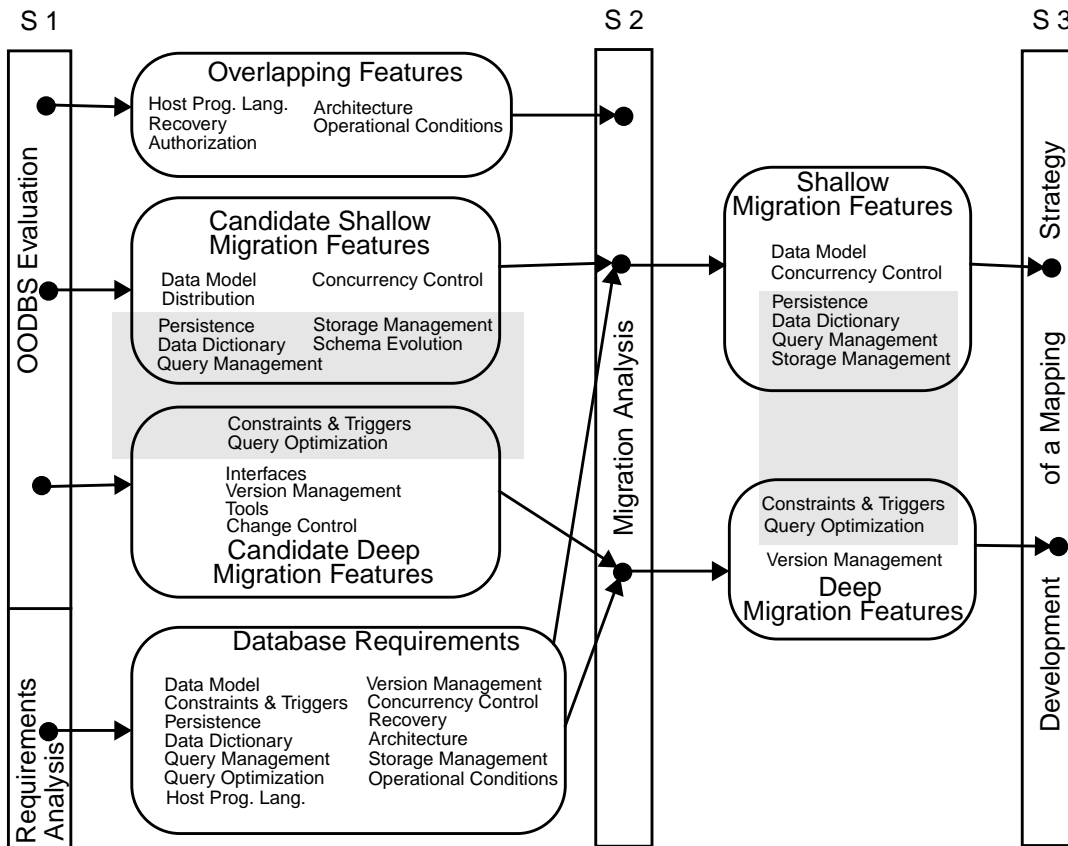 S 1
S 2
S 3
OODBS Evaluation
Requirements
Analysis
Overlapping Features
Host Prog. Lang.
Recovery
Authorization
Architecture
Operational Conditions
Candidate Shallow
Migration Features
Data Model
Distribution
Concurrency Control
Persistence
Data Dictionary
Query Management
Storage Management
Schema Evolution
Constraints & Triggers
Query Optimization
Interfaces
Version Management
Tools
Change Control
Candidate Deep
Migration Features
Database Requirements
Data Model
Constraints & Triggers
Persistence
Data Dictionary
Query Management
Query Optimization
Host Prog. Lang.
Version Management
Concurrency Control
Recovery
Architecture
Storage Management
Operational Conditions
Migration Analysis
Shallow
Migration Features
Data Model
Concurrency Control
Persistence
Data Dictionary
Query Management
Storage Management
Constraints & Triggers
Query Optimization
Version Management
Deep
Migration Features
Development of a Mapping Strategy